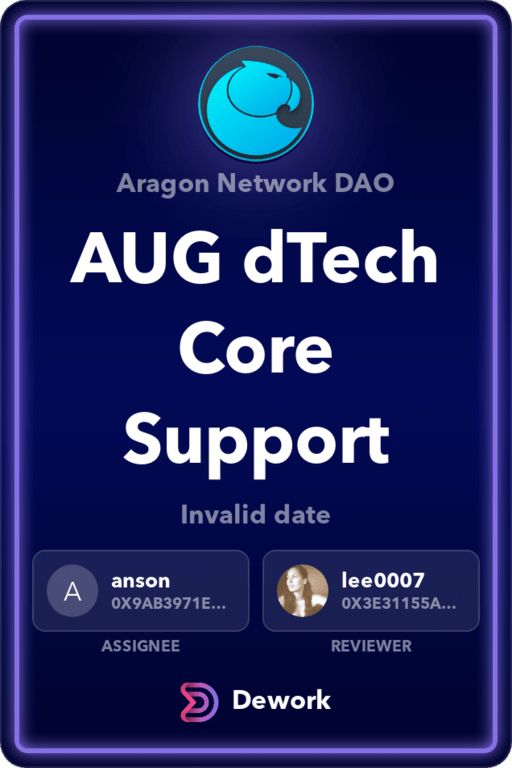 Aragon Network DAO
AUG dTech
Core
Support
Invalid date
A
anson
0X9AB3971E...
lee0007
0X3E31155A...
ASSIGNEE
REVIEWER
Dework